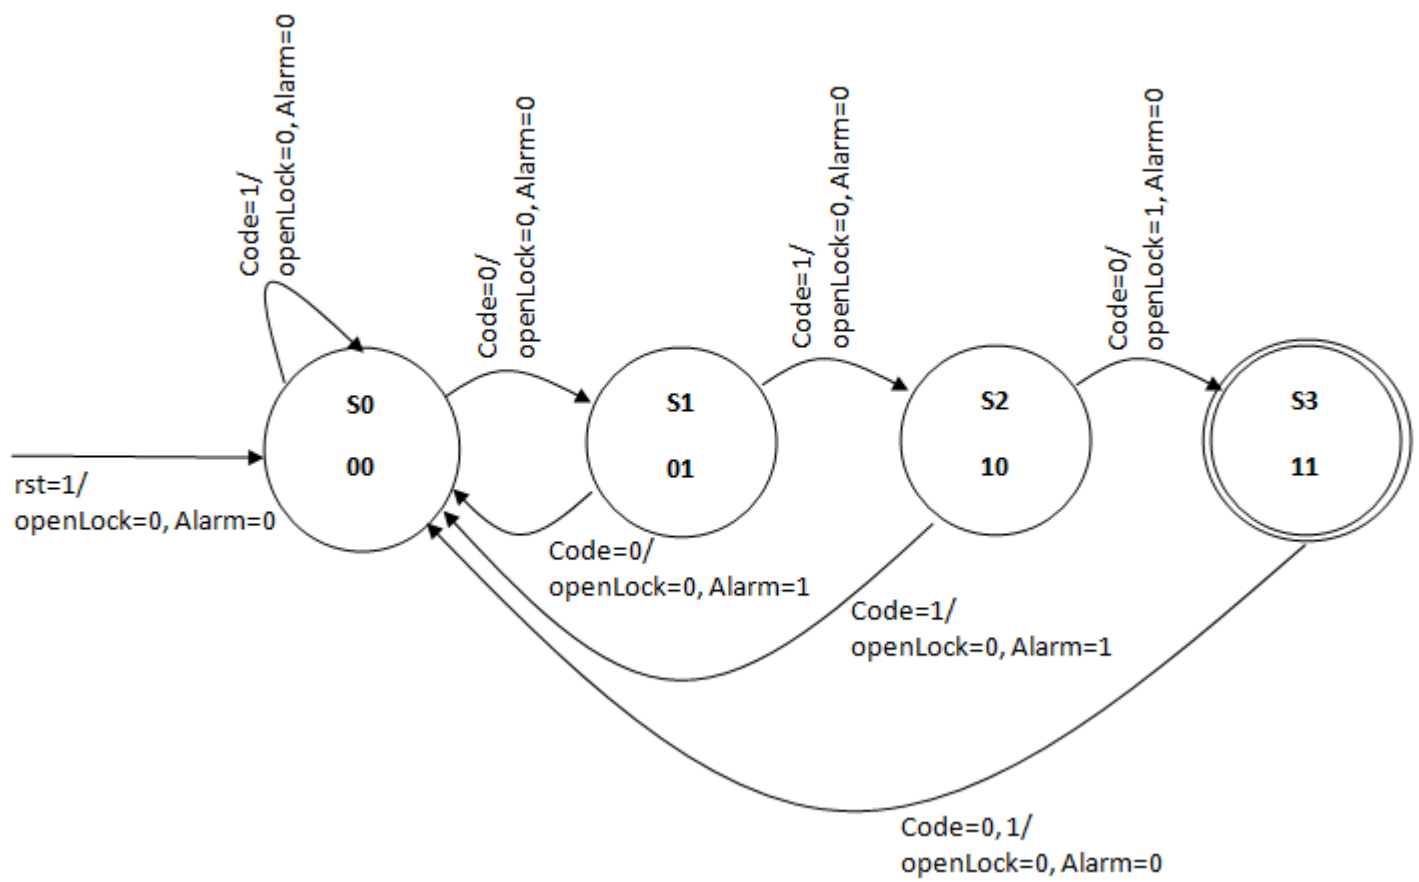 Code=1/
openLock=0, Alarm=0
Code=0/
openLock=0, Alarm=0
Code=1/
openLock=0, Alarm=0
Code=0/
openLock=1, Alarm=0
S0
00
S1
01
S2
10
S3
11
rst=1/
openLock=0, Alarm=0
Code=0/
openLock=0, Alarm=1
Code=1/
openLock=0, Alarm=1
Code=0, 1/
openLock=0, Alarm=0